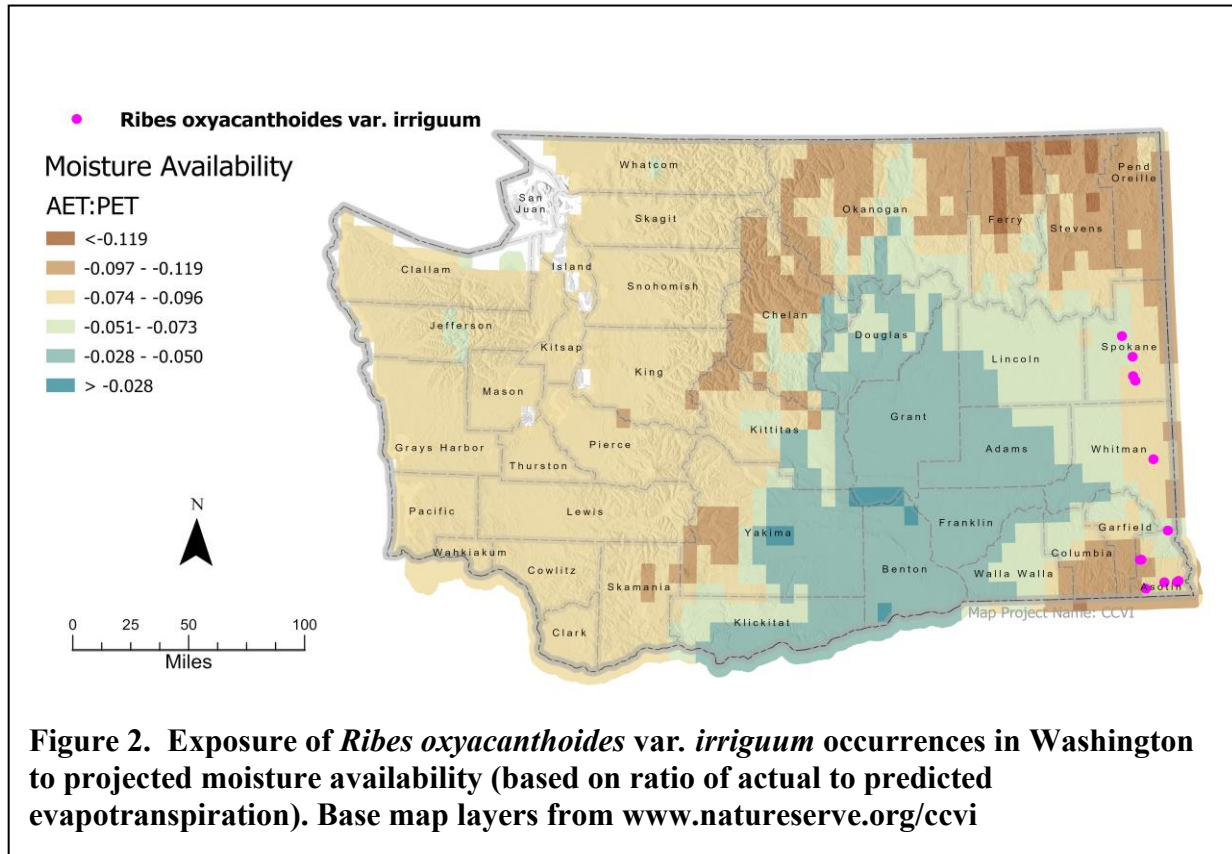 Ribes oxyacanthoides var. irriguum
Moisture Availability
AET:PET
<-0.119
-0.097 - -0.119
-0.074 - -0.096
-0.051- -0.073
-0.028 - -0.050
> -0.028
Whatcom
San
Juan
Skagit
Island
Clallam
Snohomish
Jefferson
Kitsap
King
Mason
Grays Harbor
Pierce
Thurston
Pacific
Lewis
Wahkiakum
Cowlitz
Skamania
Clark
Okanogan
Ferry
Stevens
Pend
Oreille
Chelan
Douglas
Lincoln
Spokane
Grant
Kittitas
Adams
Whitman
Yakima
Franklin
Garfield
Columbia
Benton
Walla Walla
Asotin
Klickitat
Map Project Name: CCVI
N
0 25 50 100
Miles
Figure 2. Exposure of Ribes oxyacanthoides var. irriguum occurrences in Washington
to projected moisture availability (based on ratio of actual to predicted
evapotranspiration). Base map layers from www.natureserve.org/ccvi